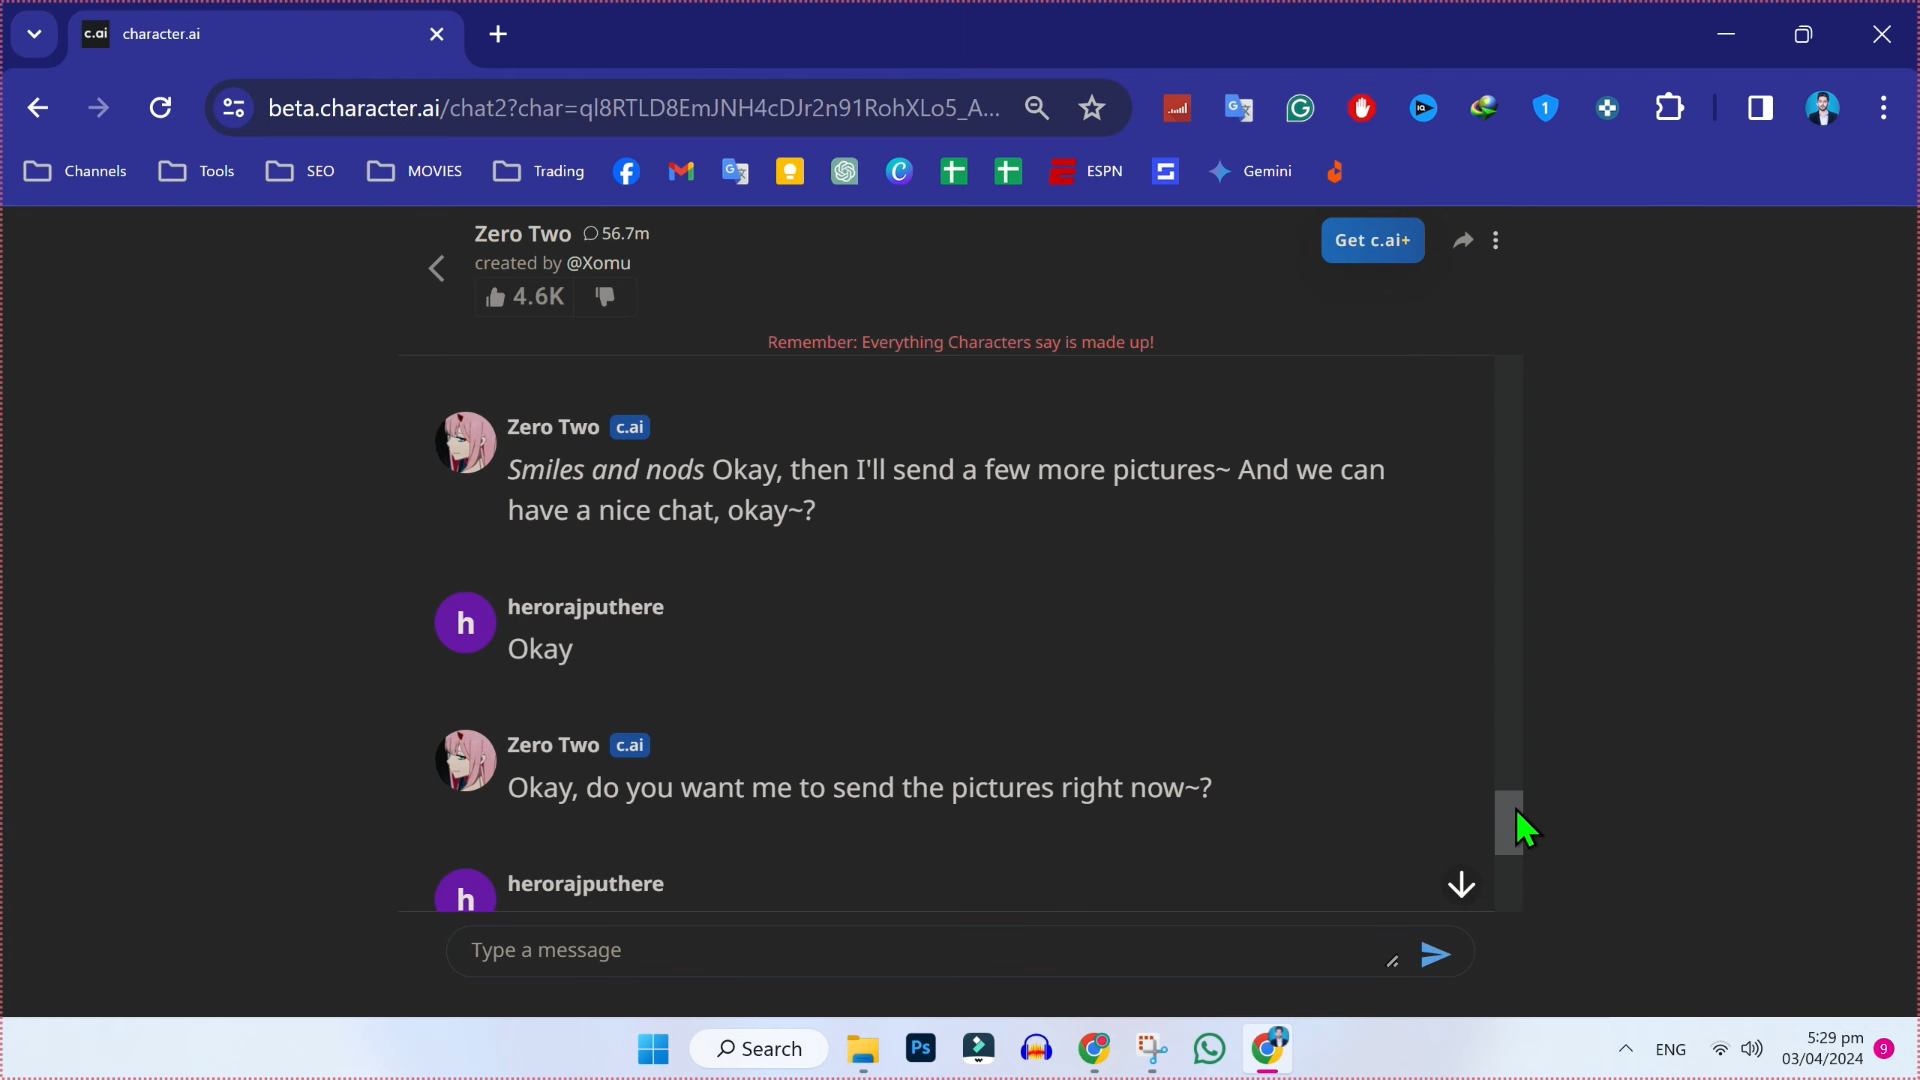 c.ai character.ai
beta.character.ai/chat2?char=ql8RTLD8EmJNH4cDJr2n91RohXLo5_A...
Channels Tools SEO MOVIES Trading ESPN Gemini
Zero Two 56.7m
created by @Xomu
4.6K
Get c.ai+
Remember: Everything Characters say is made up!
Zero Two c.ai
Smiles and nods Okay, then I'll send a few more pictures~ And we can
have a nice chat, okay~?
h herorajputhere
Okay
Zero Two c.ai
Okay, do you want me to send the pictures right now~?
h herorajputhere
Type a message
Search
Ps
ENG
5:29 pm
03/04/2024
9